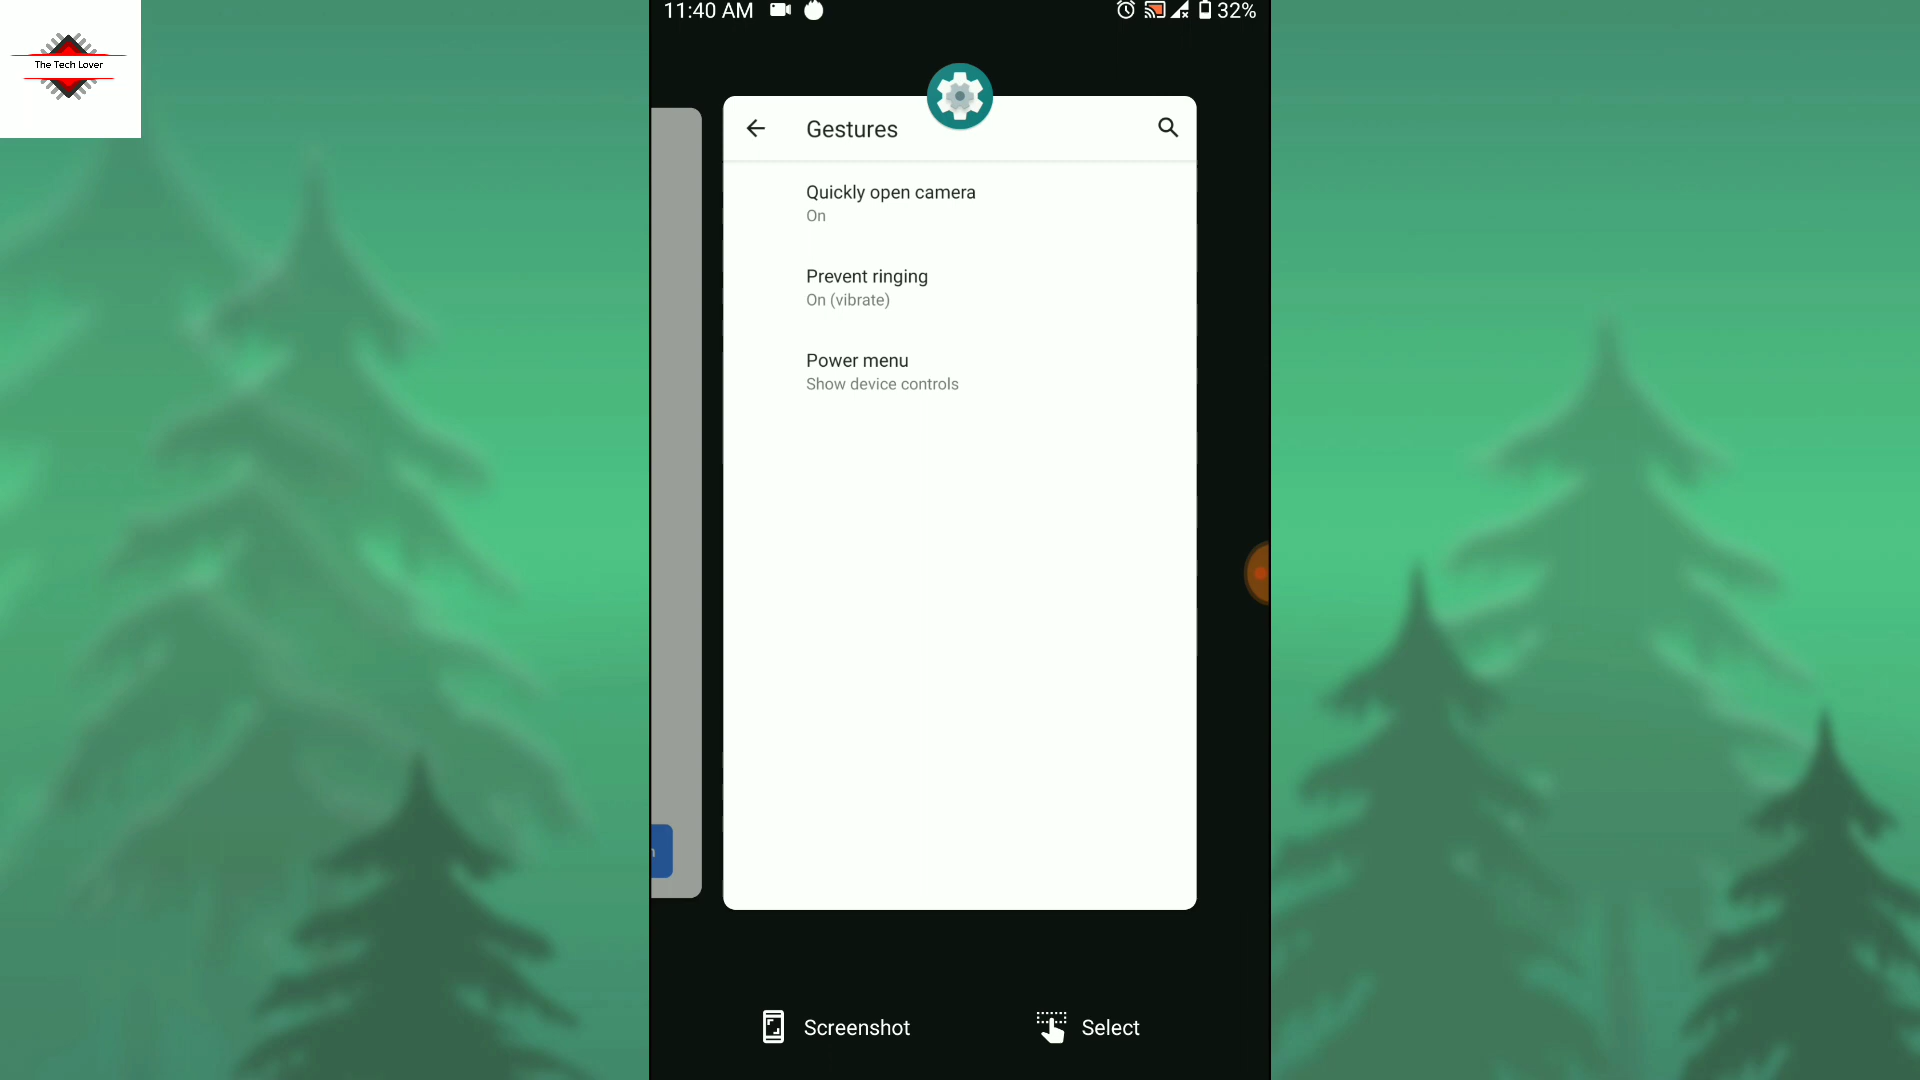 The Tech Lover
11:40 AM
32%
Gestures
Quickly open camera
On
Prevent ringing
On (vibrate)
Power menu
Show device controls
Screenshot
Select